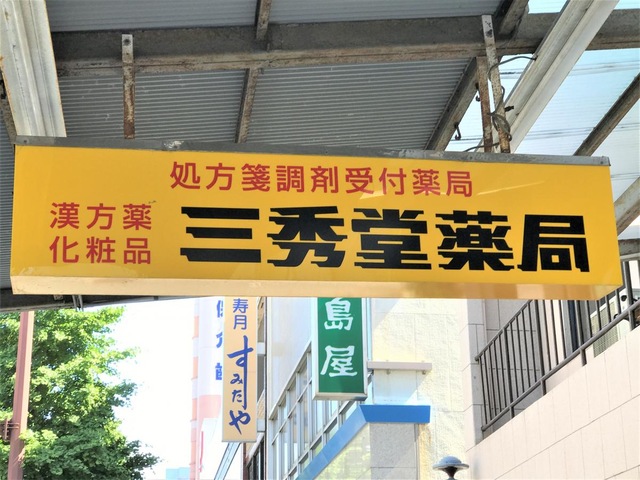 処方箋調剤受付薬局
漢方薬
化粧品
三秀堂薬局
寿月
すみたや
島屋